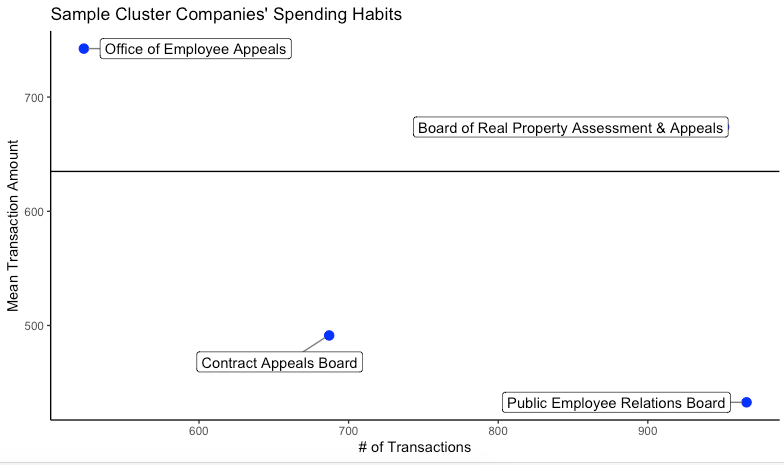 Sample Cluster Companies' Spending Habits
Office of Employee Appeals
700
Board of Real Property Assessment & Appeals
Mean Transaction Amount
600
500
Contract Appeals Board
Public Employee Relations Board
600 700 800 900
# of Transactions